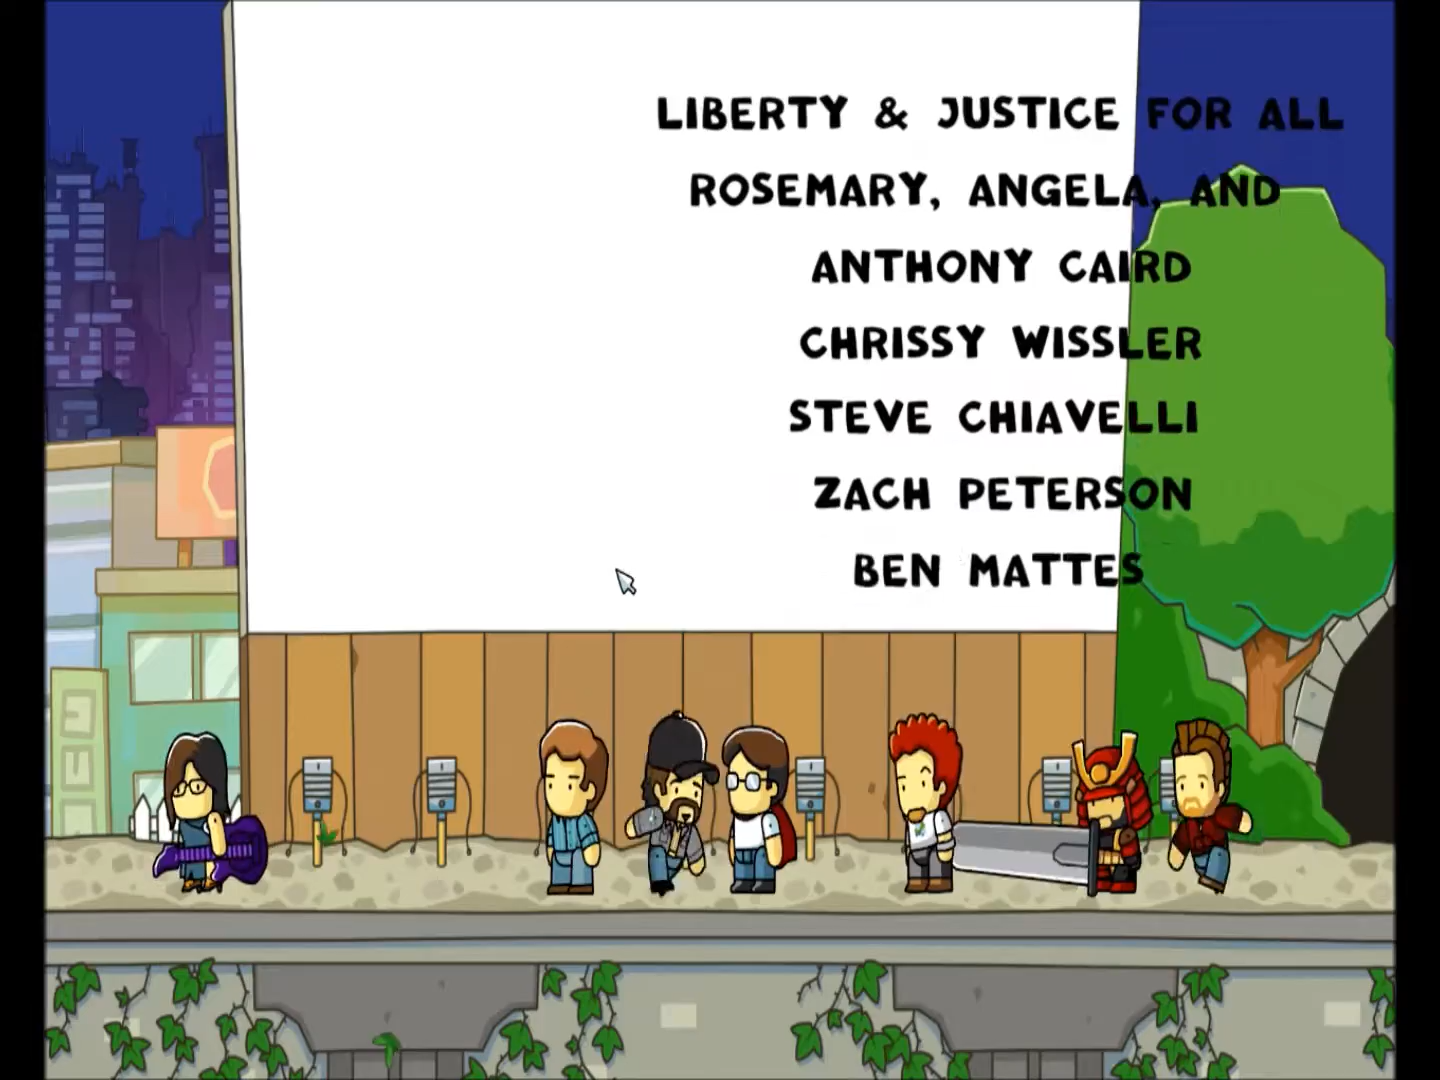 LIBERTY & JUSTICE FOR ALL
ROSEMARY, ANGELA, AND
ANTHONY CAIRD
CHRISSY WISSLER
STEVE CHIAVELLI
ZACH PETERSON
BEN MATTES